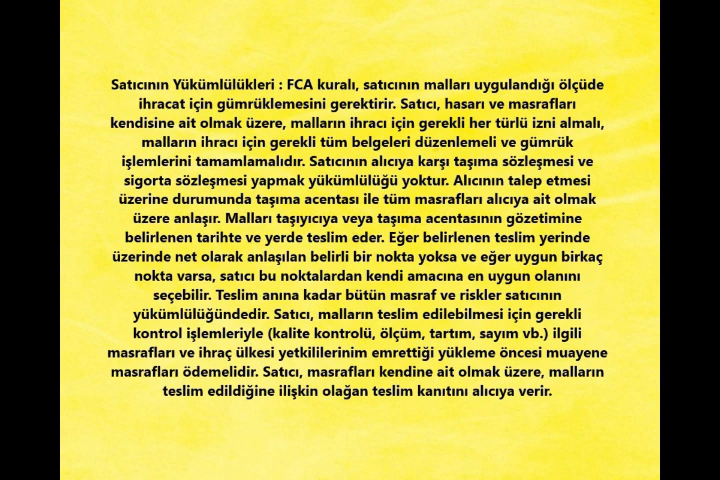 Satıcının Yükümlülükleri : FCA kuralı, satıcının malları uygulandığı ölçüde
ihracat için gümrüklemesini gerektirir. Satıcı, hasarı ve masrafları
kendisine ait olmak üzere, malların ihracı için gerekli her türlü izni almalı,
malların ihracı için gerekli tüm belgeleri düzenlemeli ve gümrük
işlemlerini tamamlamalıdır. Satıcının alıcıya karşı taşıma sözleşmesi ve
sigorta sözleşmesi yapmak yükümlülüğü yoktur. Alıcının talep etmesi
üzerine durumunda taşıma acentası ile tüm masrafları alıcıya ait olmak
üzere anlaşır. Malları taşıyıcıya veya taşıma acentasının gözetimine
belirlenen tarihte ve yerde teslim eder. Eğer belirlenen teslim yerinde
üzerinde net olarak anlaşılan belirli bir nokta yoksa ve eğer uygun birkaç
nokta varsa, satıcı bu noktalardan kendi amacına en uygun olanını
seçebilir. Teslim anına kadar bütün masraf ve riskler satıcının
yükümlülüğündedir. Satıcı, malların teslim edilebilmesi için gerekli
kontrol işlemleriyle (kalite kontrolü, ölçüm, tartım, sayım vb.) ilgili
masrafları ve ihraç ülkesi yetkililerinim emrettiği yükleme öncesi muayene
masrafları ödemelidir. Satıcı, masrafları kendine ait olmak üzere, malların
teslim edildiğine ilişkin olağan teslim kanıtını alıcıya verir.